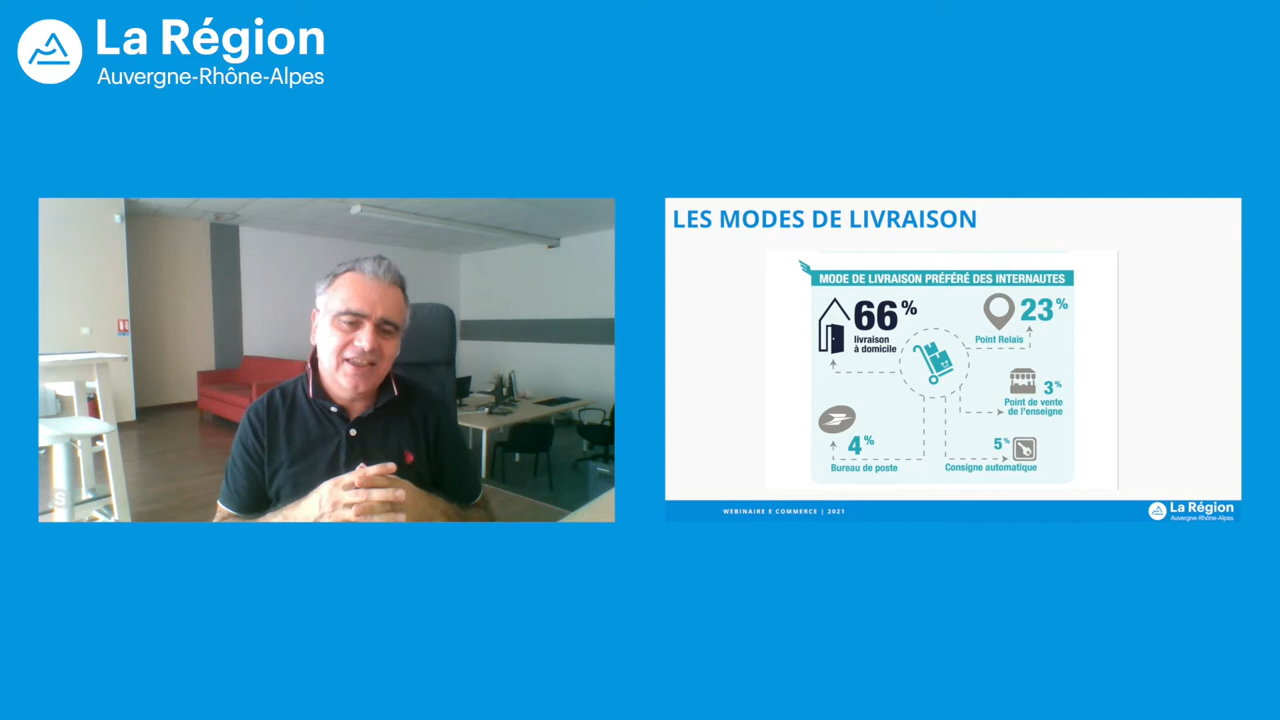 La Région
Auvergne-Rhône-Alpes
S
LES MODES DE LIVRAISON
MODE DE LIVRAISON PRÉFÉRÉ DES INTERNAUTES
66%
livraison
à domicile
23%
Point Relais
3%
Point de vente
de l'enseigne
4%
Bureau de poste
5%
Consigne automatique
WEBINAIRE E COMMERCE | 2021
La Région
Auvergne-Rhône-Alpes